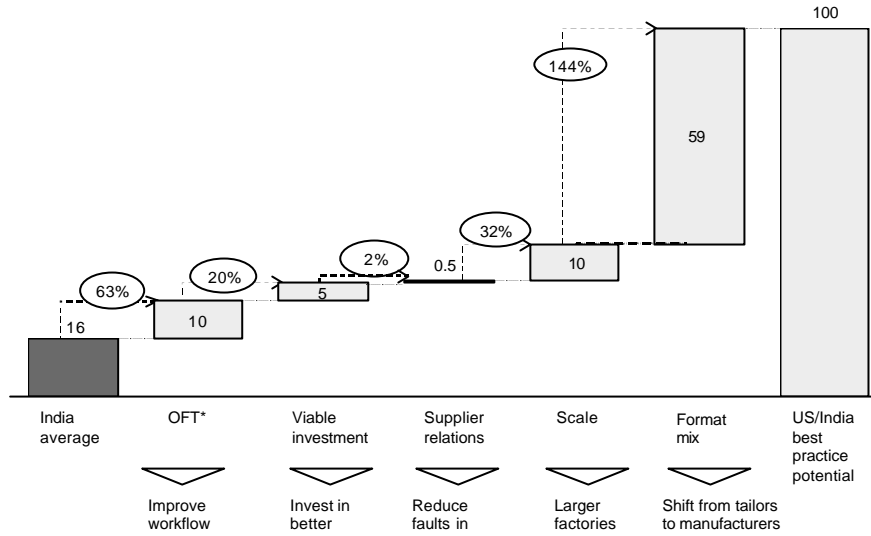 100
144%
59
32%
2%
0.5
10
20%
5
63%
10
16
India
average
OFT*
Viable
investment
Supplier
relations
Scale
Format
mix
US/India
best
practice
potential
Improve
workflow
Invest in
better
Reduce
faults in
Larger
factories
Shift from tailors
to manufacturers